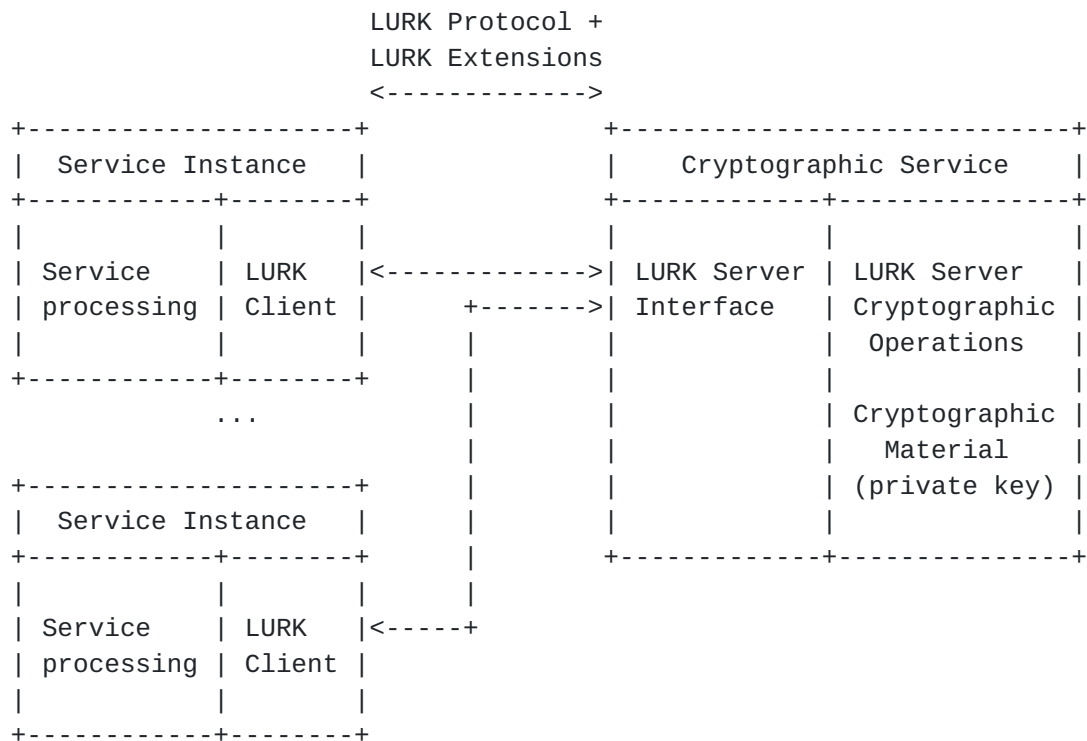 LURK Protocol +
LURK Extensions
<------------->
+---------------------+ +-----------------------------+
| Service Instance | | Cryptographic Service |
+------------+--------+ +-------------+---------------+
| | | | | |
| Service | LURK |<------------->| LURK Server | LURK Server |
| processing | Client | +------->| Interface | Cryptographic |
| | | | | | Operations |
+------------+--------+ | | | |
... | | | Cryptographic |
| | | Material |
+---------------------+ | | | (private key) |
| Service Instance | | | | |
+------------+--------+ | +-------------+---------------+
| | | |
| Service | LURK |<-----+
| processing | Client |
| | |
+------------+--------+